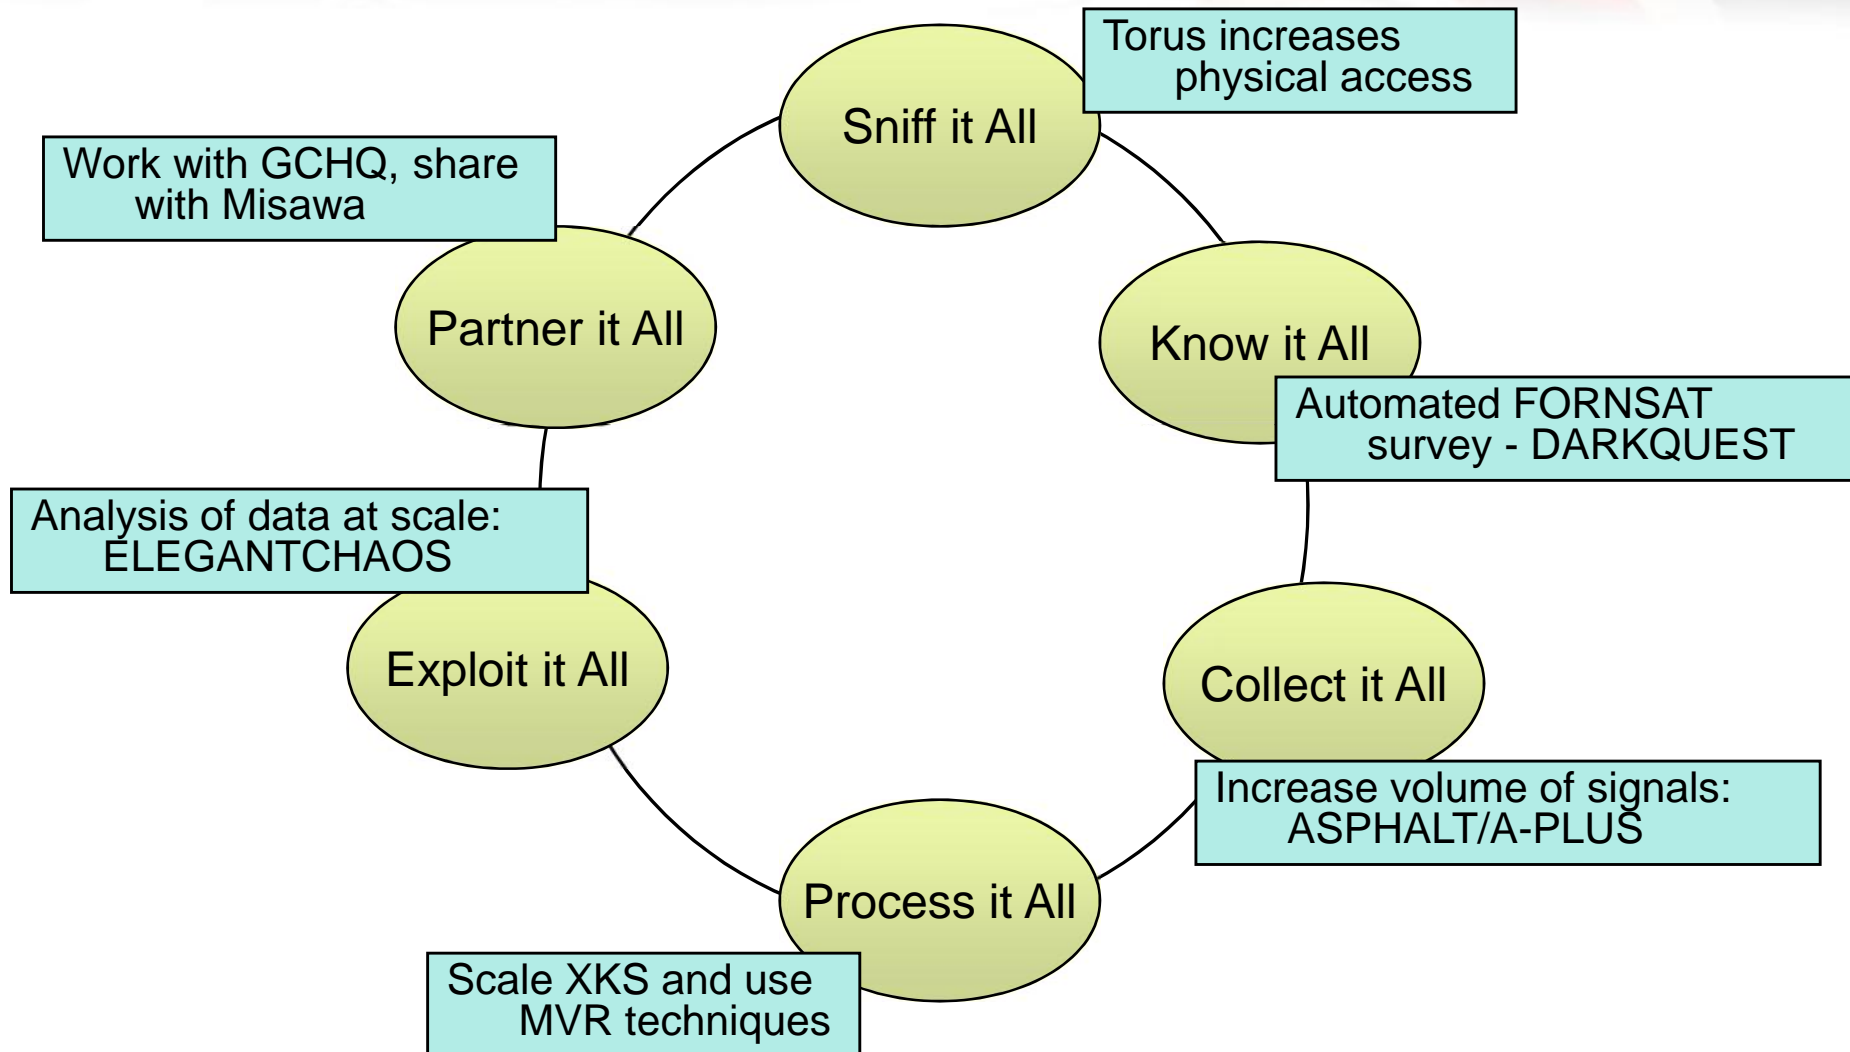 Torus increases
physical access
Sniff it All
Work with GCHQ, share
with Misawa
Partner it All
Know it All
Automated FORNSAT
survey - DARKQUEST
Analysis of data at scale:
ELEGANTCHAOS
Exploit it All
Collect it All
Increase volume of signals:
ASPHALT/A-PLUS
Process it All
Scale XKS and use
MVR techniques